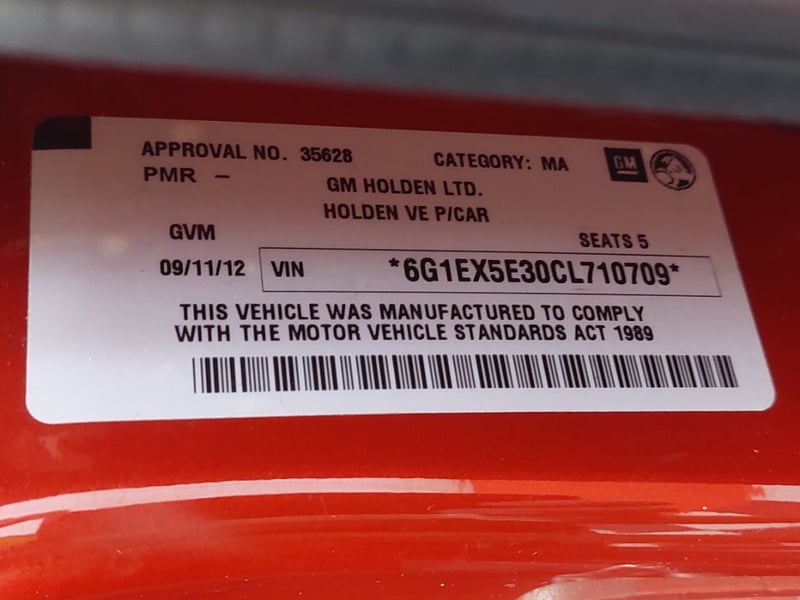 APPROVAL NO. 35628 CATEGORY: MA GM
PMR –
GM HOLDEN LTD.
HOLDEN VE P/CAR
GVM SEATS 5
09/11/12 VIN *6G1EX5E30CL710709*
THIS VEHICLE WAS MANUFACTURED TO COMPLY
WITH THE MOTOR VEHICLE STANDARDS ACT 1989